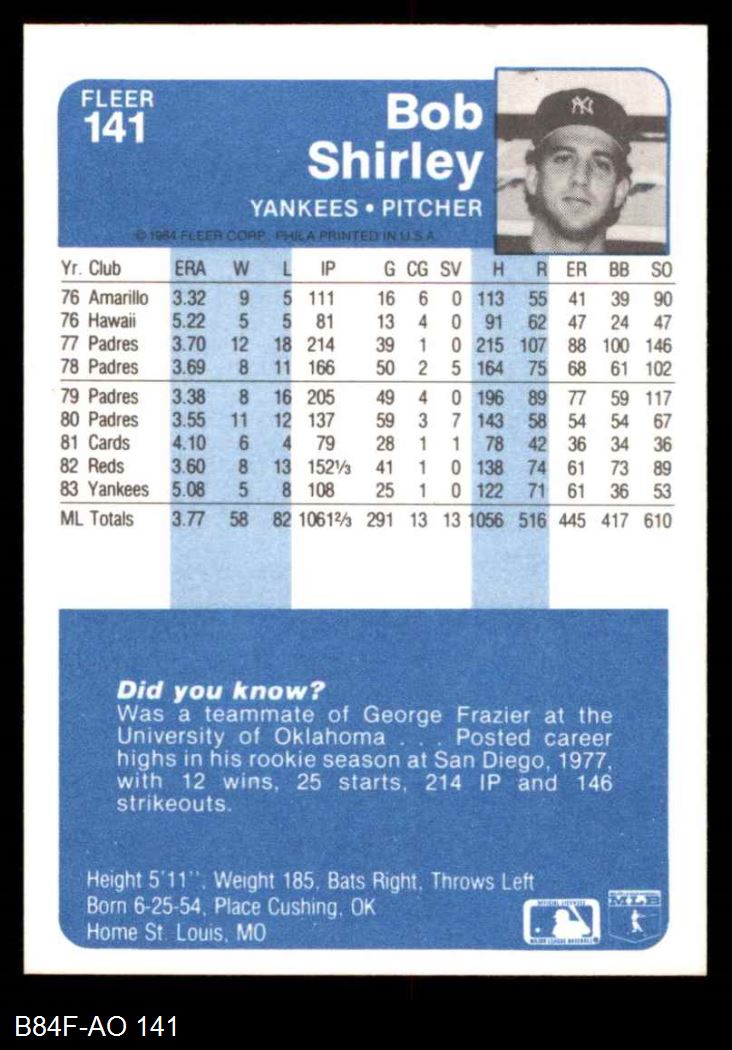 FLEER
141
Bob
Shirley
YANKEES • PITCHER
© 1984 FLEER CORP. PHILA PRINTED IN U.S.A.
Yr. Club ERA W L IP G CG SV H R ER BB SO
76 Amarillo 3.32 9 5 111 16 6 0 113 55 41 39 90
76 Hawaii 5.22 5 5 81 13 4 0 91 62 47 24 47
77 Padres 3.70 12 18 214 39 1 0 215 107 88 100 146
78 Padres 3.69 8 11 166 50 2 5 164 75 68 61 102
79 Padres 3.38 8 16 205 49 4 0 196 89 77 59 117
80 Padres 3.55 11 12 137 59 3 7 143 58 54 54 67
81 Cards 4.10 6 4 79 28 1 1 78 42 36 34 36
82 Reds 3.60 8 13 152⅓ 41 1 0 138 74 61 73 89
83 Yankees 5.08 5 8 108 25 1 0 122 71 61 36 53
ML Totals 3.77 58 82 1061⅔ 291 13 13 1056 516 445 417 610
Did you know?
Was a teammate of George Frazier at the
University of Oklahoma . . . Posted career
highs in his rookie season at San Diego, 1977,
with 12 wins, 25 starts, 214 IP and 146
strikeouts.
Height 5'11", Weight 185, Bats Right, Throws Left
Born 6-25-54, Place Cushing, OK
Home St. Louis, MO
OFFICIAL LICENSEE
MAJOR LEAGUE BASEBALL
B84F-AO 141